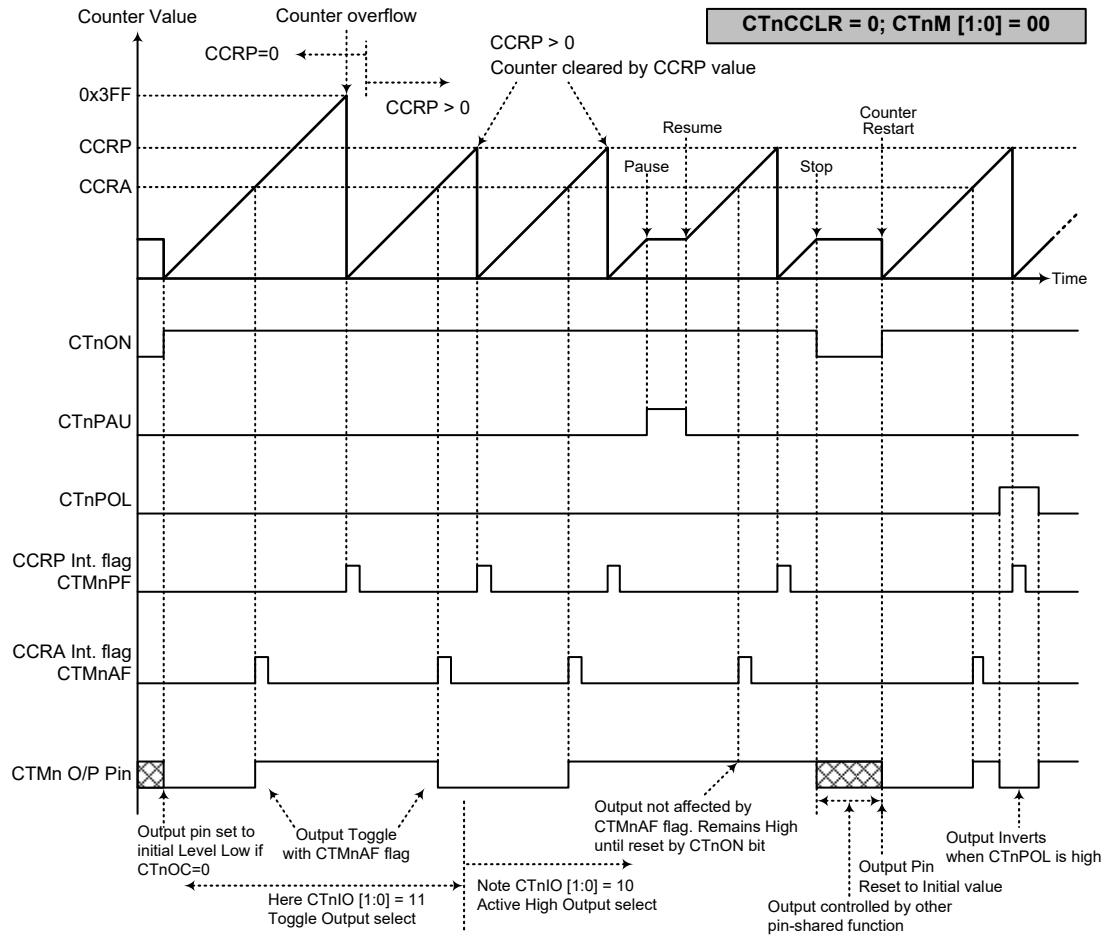 Counter Value
Counter overflow
CTnCCLR = 0; CTnM [1:0] = 00
CCRP=0
CCRP > 0
CCRP > 0
Counter cleared by CCRP value
0x3FF
CCRP
CCRA
Pause
Resume
Stop
Counter
Restart
Time
CTnON
CTnPAU
CTnPOL
CCRP Int. flag
CTMnPF
CCRA Int. flag
CTMnAF
CTMn O/P Pin
Output pin set to
initial Level Low if
CTnOC=0
Output Toggle
with CTMnAF flag
Here CTnIO [1:0] = 11
Toggle Output select
Note CTnIO [1:0] = 10
Active High Output select
Output not affected by
CTMnAF flag. Remains High
until reset by CTnON bit
Output controlled by other
pin-shared function
Output Pin
Reset to Initial value
Output Inverts
when CTnPOL is high